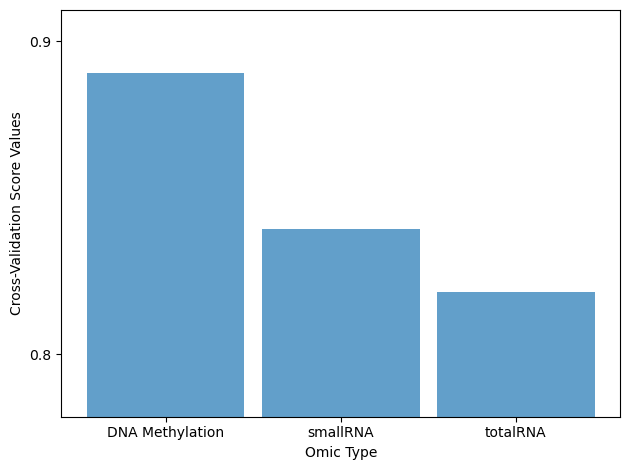 Cross-Validation Score Values
0.9
0.8
DNA Methylation
smallRNA
totalRNA
Omic Type